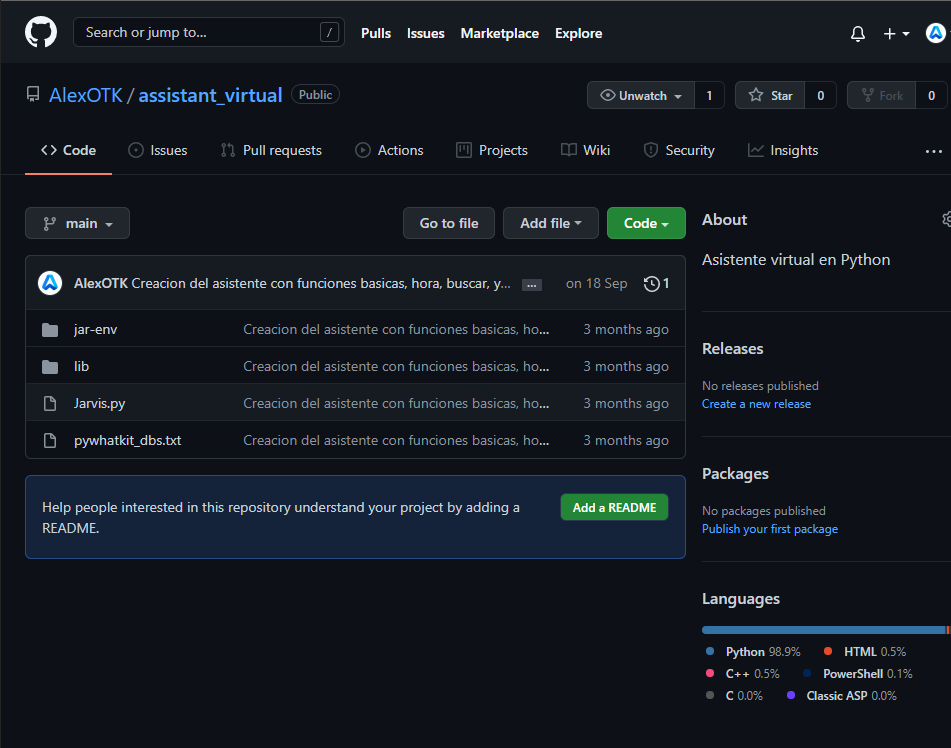 Search or jump to... /
Pulls Issues Marketplace Explore
AlexOTK / assistant_virtual Public
Unwatch 1 Star 0 Fork 0
Code Issues Pull requests Actions Projects Wiki Security Insights ...
main Go to file Add file Code
AlexOTK Creacion del asistente con funciones basicas, hora, buscar, y... ... on 18 Sep 1
jar-env Creacion del asistente con funciones basicas, ho... 3 months ago
lib Creacion del asistente con funciones basicas, ho... 3 months ago
Jarvis.py Creacion del asistente con funciones basicas, ho... 3 months ago
pywhatkit_dbs.txt Creacion del asistente con funciones basicas, ho... 3 months ago
Help people interested in this repository understand your project by adding a
README.
Add a README
About
Asistente virtual en Python
Releases
No releases published
Create a new release
Packages
No packages published
Publish your first package
Languages
Python 98.9% HTML 0.5%
C++ 0.5% PowerShell 0.1%
C 0.0% Classic ASP 0.0%